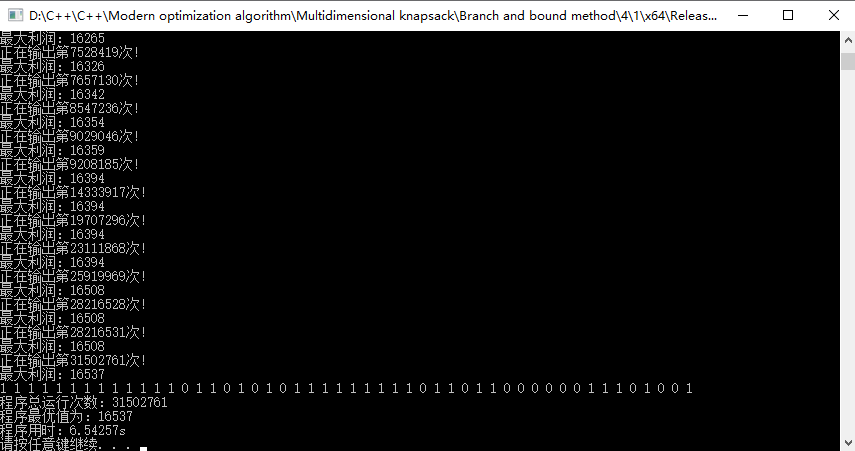 D:\C++\C++\Modern optimization algorithm\Multidimensional knapsack\Branch and bound method\4\1\x64\Releas...
最大利润：16265
正在输出第7528419次!
最大利润：16326
正在输出第7657130次!
最大利润：16342
正在输出第8547236次!
最大利润：16354
正在输出第9029046次!
最大利润：16359
正在输出第9208185次!
最大利润：16394
正在输出第14333917次!
最大利润：16394
正在输出第19707296次!
最大利润：16394
正在输出第23111868次!
最大利润：16394
正在输出第25919969次!
最大利润：16508
正在输出第28216528次!
最大利润：16508
正在输出第28216531次!
最大利润：16508
正在输出第31502761次!
最大利润：16537
1 1 1 1 1 1 1 1 1 1 1 1 1 0 1 1 0 1 0 1 0 1 1 1 1 1 1 1 1 1 0 1 1 0 1 1 0 0 0 0 0 0 1 1 1 0 1 0 0 1
程序总运行次数：31502761
程序最优值为：16537
程序用时：6.54257s
请按任意键继续. . .